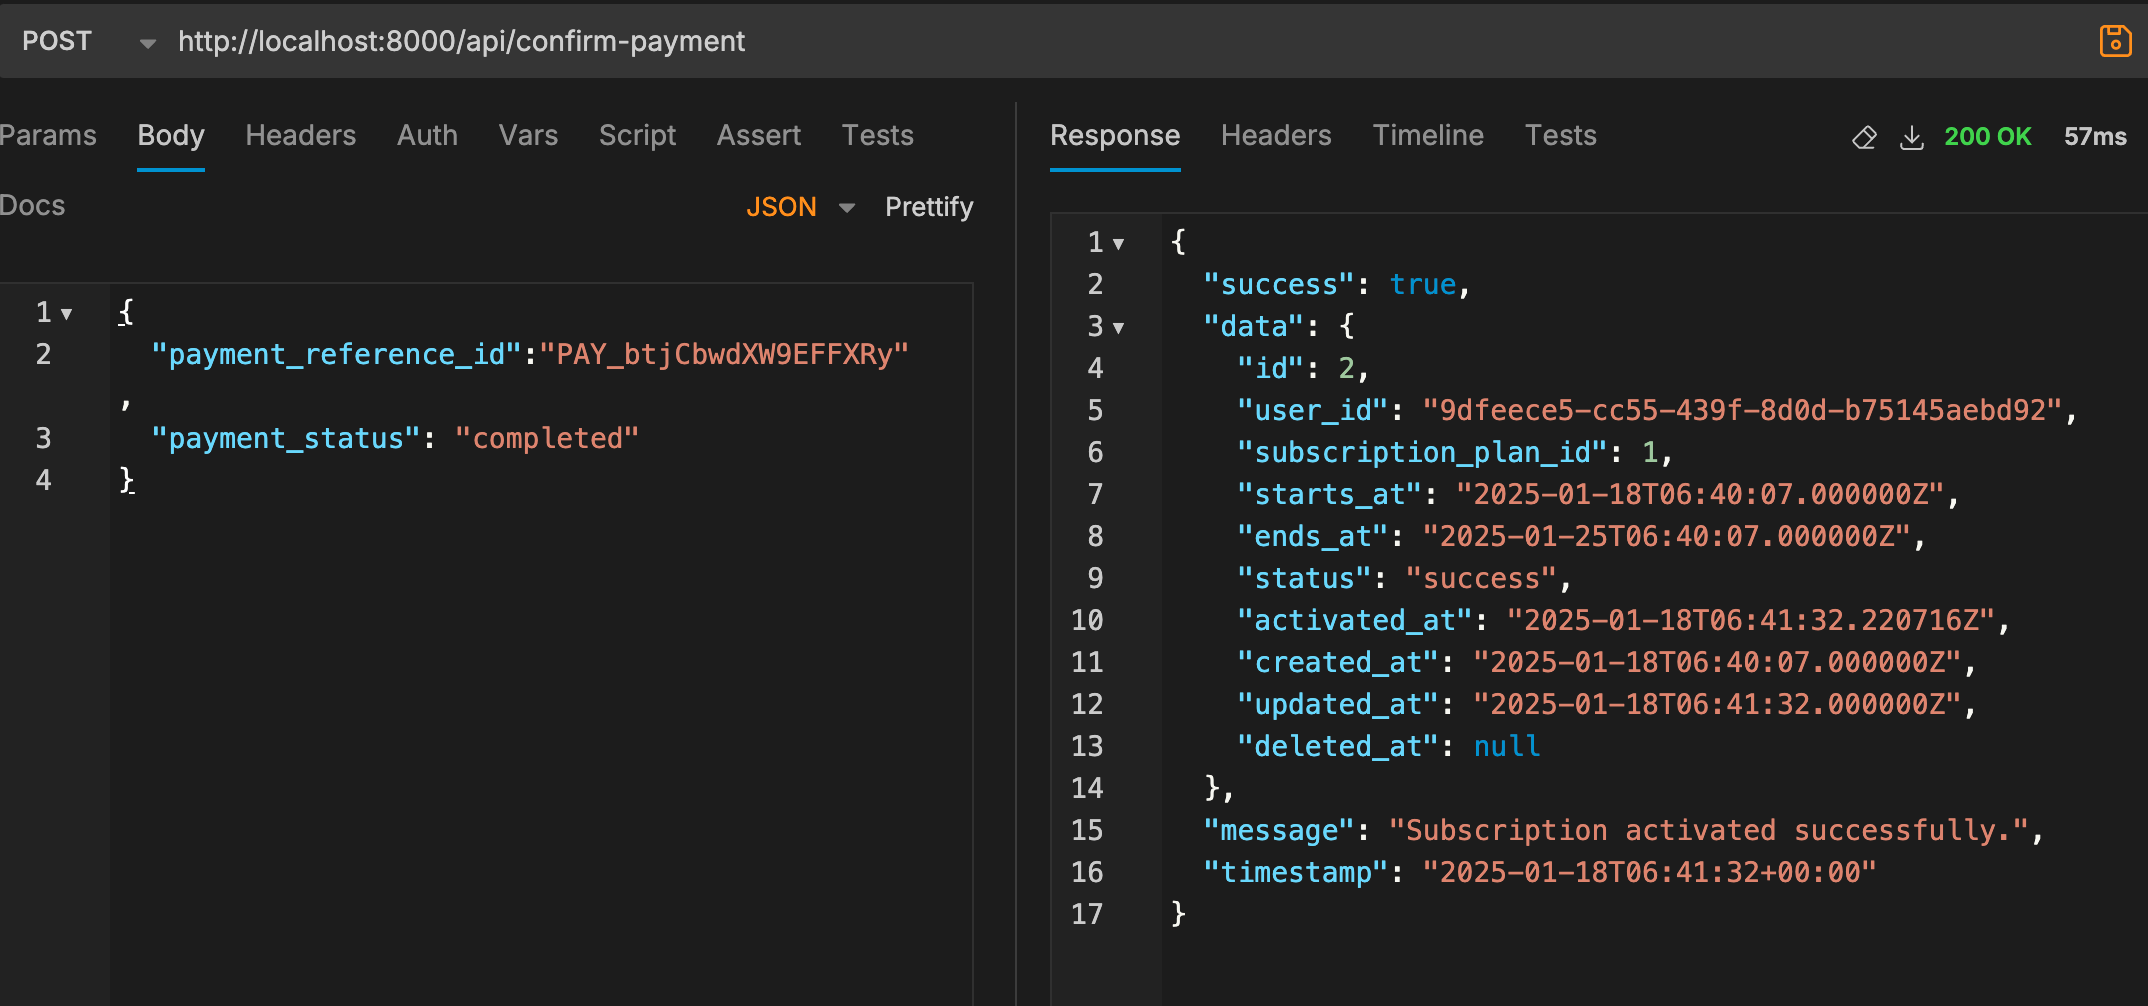 POST http://localhost:8000/api/confirm-payment
Params Body Headers Auth Vars Script Assert Tests
Docs JSON Prettify
1 {
2 "payment_reference_id":"PAY_btjCbwdXW9EFFXRy"
,
3 "payment_status": "completed"
4 }
Response Headers Timeline Tests 200 OK 57ms
1 {
2 "success": true,
3 "data": {
4 "id": 2,
5 "user_id": "9dfeece5-cc55-439f-8d0d-b75145aebd92",
6 "subscription_plan_id": 1,
7 "starts_at": "2025-01-18T06:40:07.000000Z",
8 "ends_at": "2025-01-25T06:40:07.000000Z",
9 "status": "success",
10 "activated_at": "2025-01-18T06:41:32.220716Z",
11 "created_at": "2025-01-18T06:40:07.000000Z",
12 "updated_at": "2025-01-18T06:41:32.000000Z",
13 "deleted_at": null
14 },
15 "message": "Subscription activated successfully.",
16 "timestamp": "2025-01-18T06:41:32+00:00"
17 }